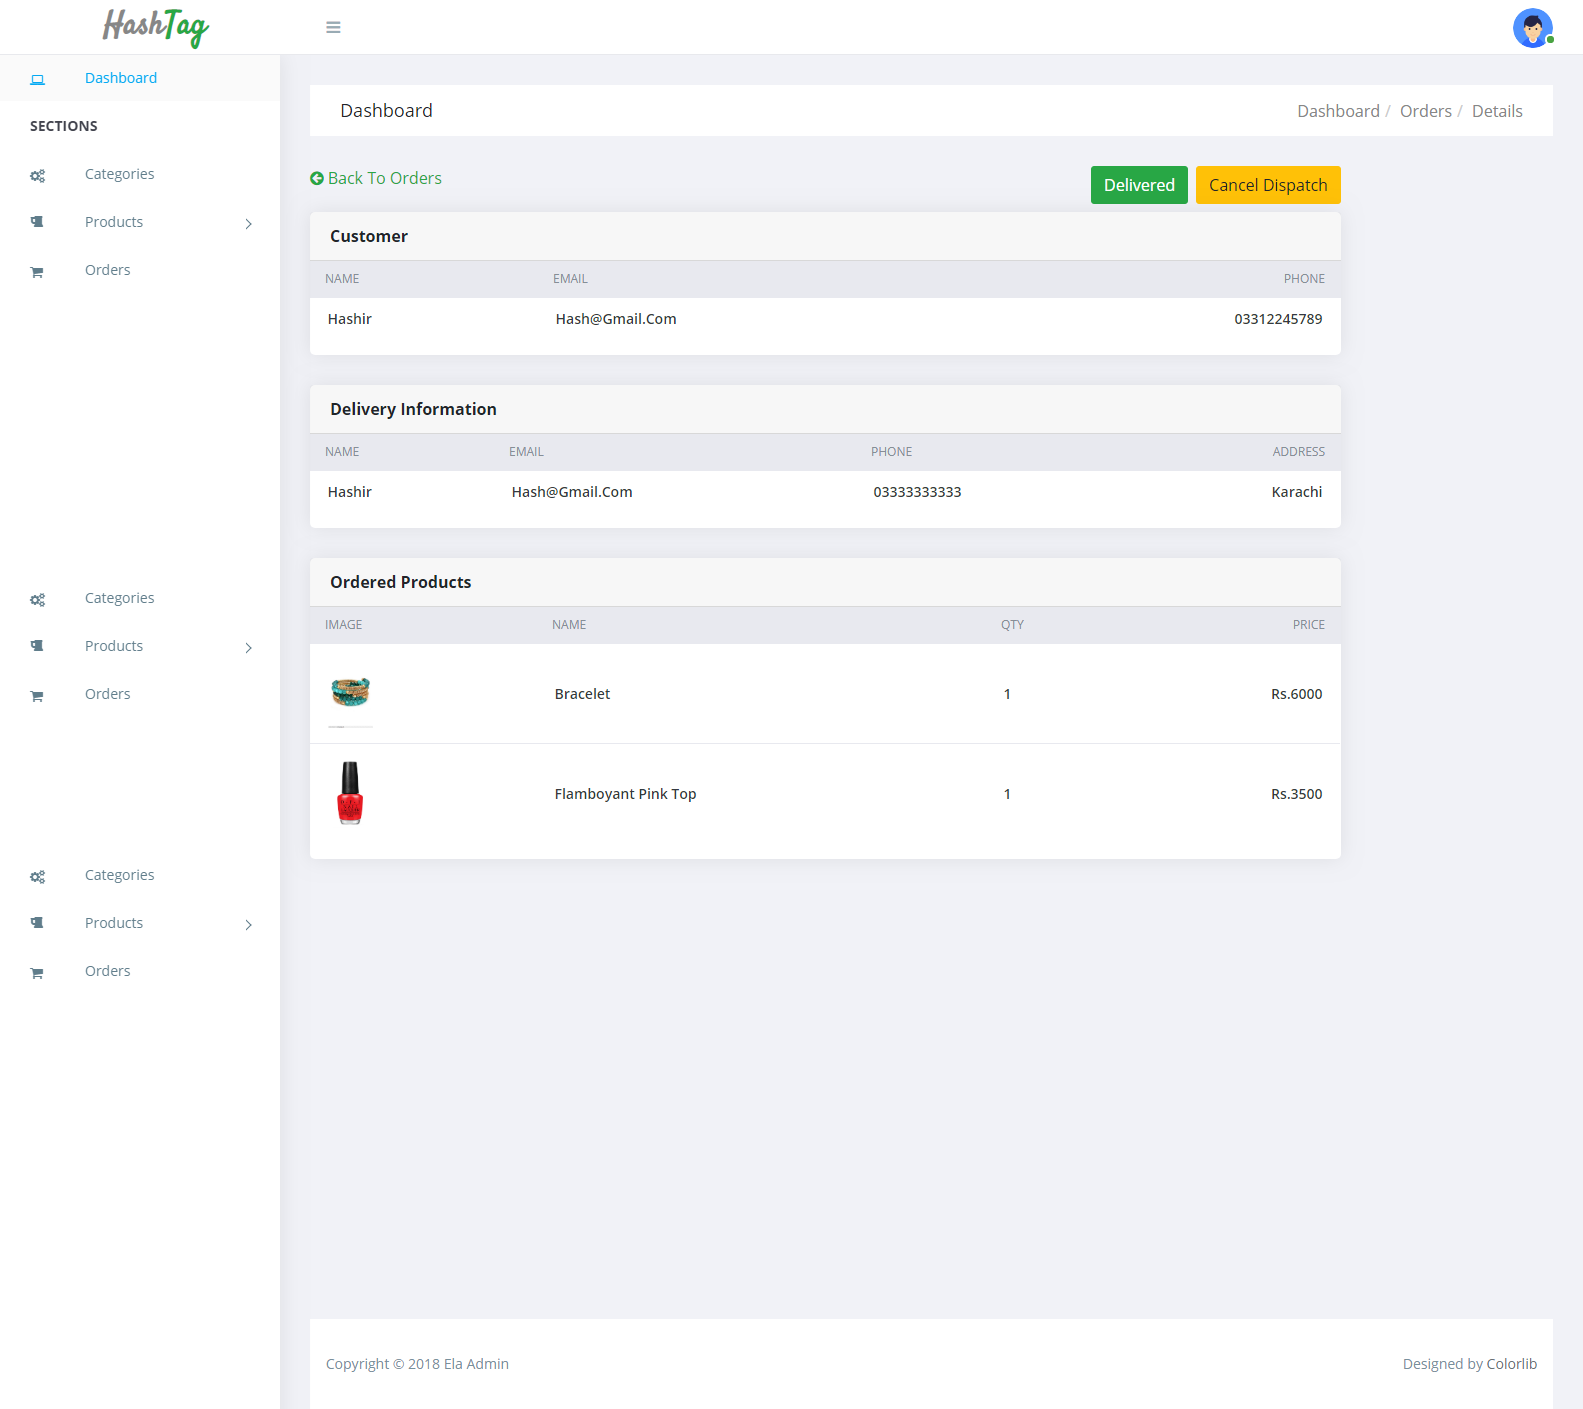 HashTag
Dashboard
SECTIONS
Categories
Products
Orders
Categories
Products
Orders
Categories
Products
Orders
Dashboard
Dashboard / Orders / Details
Back To Orders
Delivered
Cancel Dispatch
Customer
NAME EMAIL PHONE
Hashir Hash@Gmail.Com 03312245789
Delivery Information
NAME EMAIL PHONE ADDRESS
Hashir Hash@Gmail.Com 03333333333 Karachi
Ordered Products
IMAGE NAME QTY PRICE
Bracelet 1 Rs.6000
Flamboyant Pink Top 1 Rs.3500
Copyright © 2018 Ela Admin
Designed by Colorlib